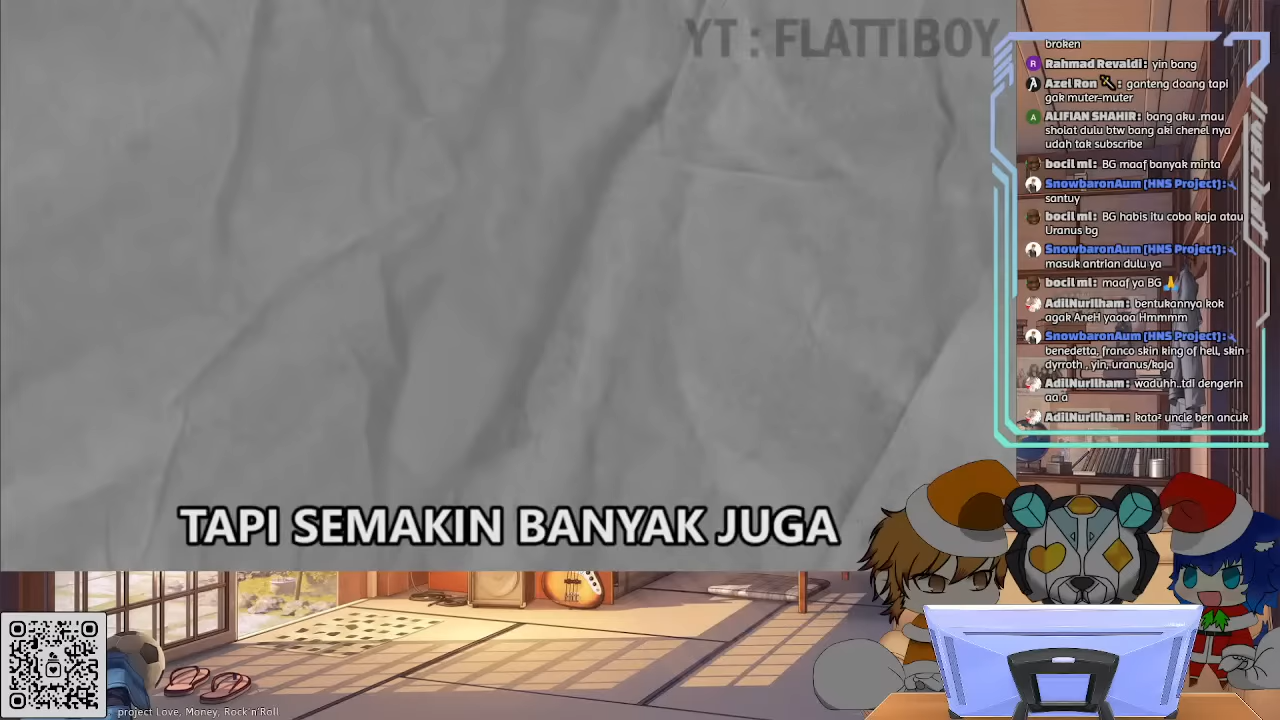 YT : FLATTIBOY
broken
Rahmad Revaldi: yin bang
Azel Ron : ganteng doang tapi
gak muter-muter
ALIFIAN SHAHIR: bang aku .mau
sholat dulu btw bang aki chenel nya
udah tak subscribe
bocil ml: BG maaf banyak minta
SnowbaronAum [HNS Project]:
santuy
bocil ml: BG habis itu coba kaja atau
Uranus bg
SnowbaronAum [HNS Project]:
masuk antrian dulu ya
bocil ml: maaf ya BG 🙏
AdilNurIlham: bentukannya kok
agak AneH yaaaa Hmmmm
SnowbaronAum [HNS Project]:
benedetta, franco skin king of hell, skin
dyrroth , yin, uranus/kaja
AdilNurIlham: waduhh..tdi dengerin
aa a
AdilNurIlham: kata² uncle ben ancuk
livechat
TAPI SEMAKIN BANYAK JUGA
project Love, Money, Rock'n'Roll